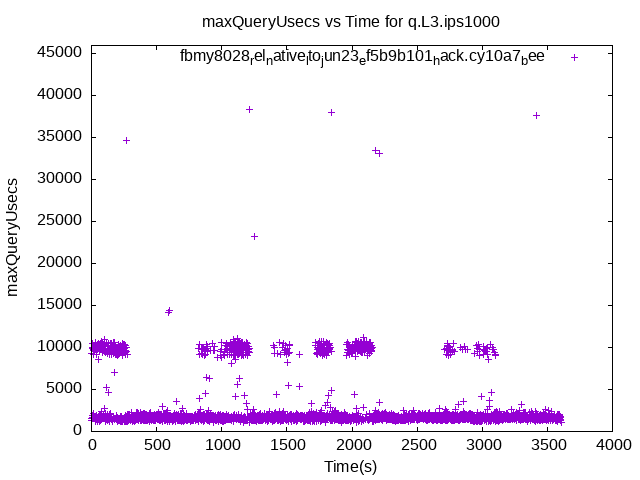 maxQueryUsecs vs Time for q.L3.ips1000
fbmy8028relnativeltojun23ef5b9b101hack.cy10a7bee
45000
40000
35000
30000
25000
20000
15000
10000
5000
0
maxQueryUsecs
0 500 1000 1500 2000 2500 3000 3500 4000
Time(s)